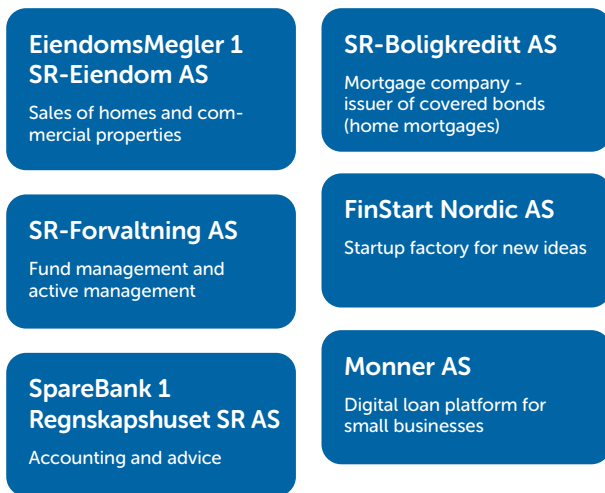 EiendomsMegler 1
SR-Eiendom AS
Sales of homes and com-
mercial properties
SR-Forvaltning AS
Fund management and
active management
SpareBank 1
Regnskapshuset SR AS
Accounting and advice
SR-Boligkreditt AS
Mortgage company -
issuer of covered bonds
(home mortgages)
FinStart Nordic AS
Startup factory for new ideas
Monner AS
Digital loan platform for
small businesses